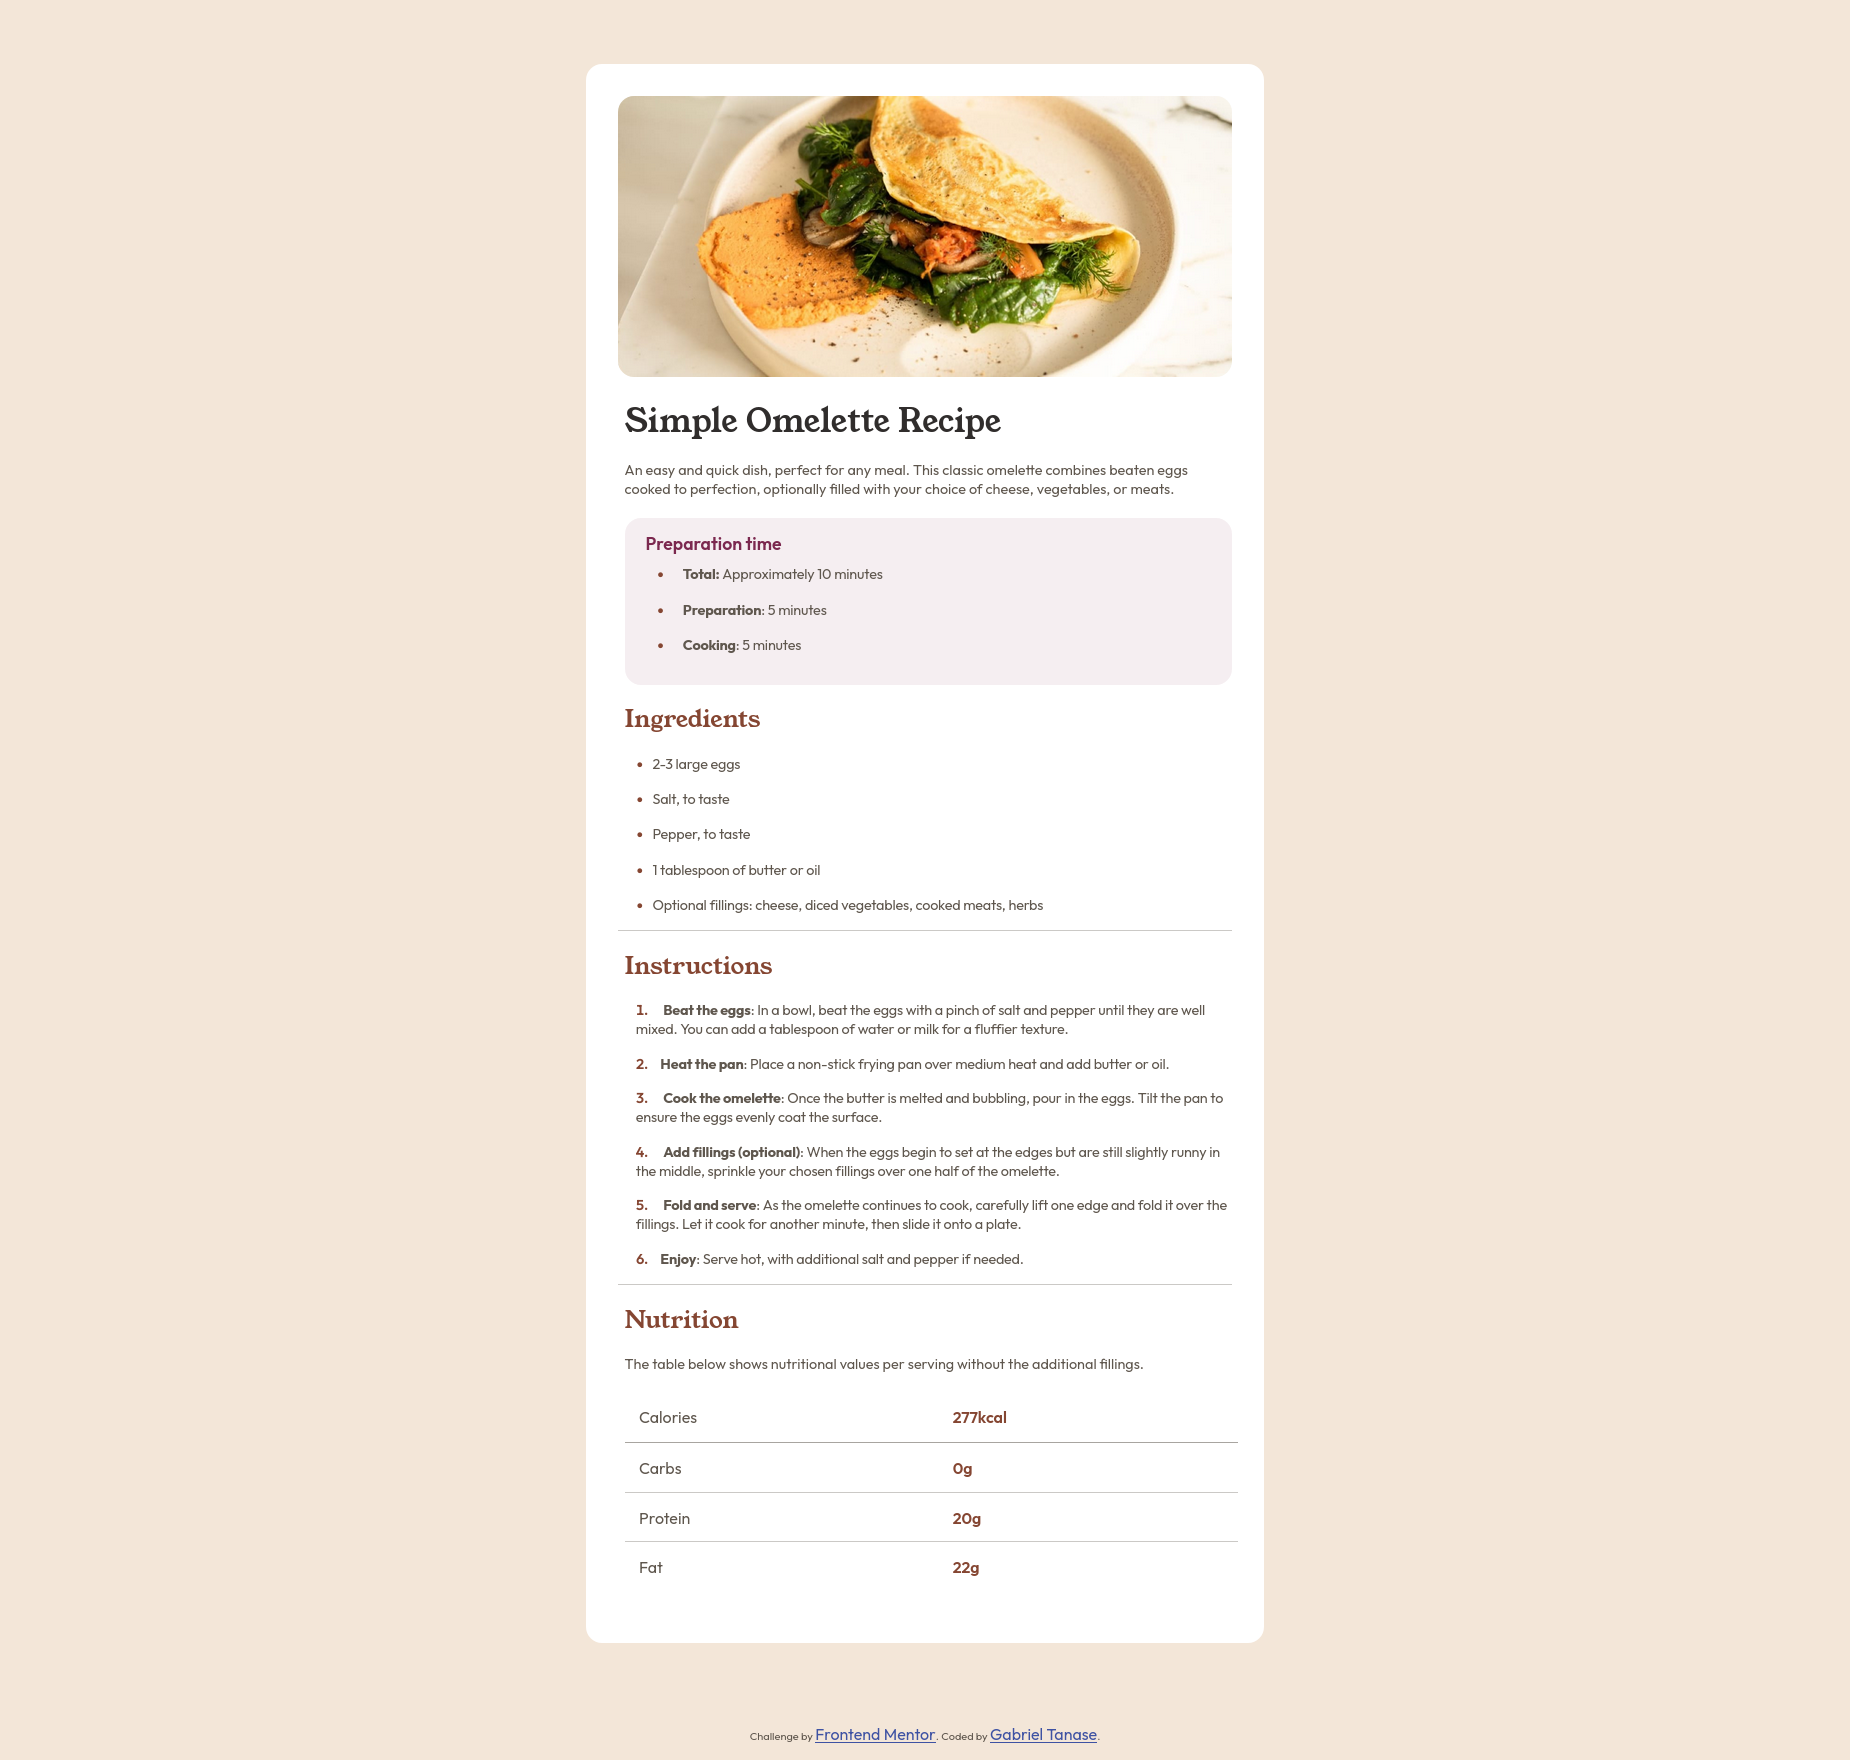 Simple Omelette Recipe
An easy and quick dish, perfect for any meal. This classic omelette combines beaten eggs
cooked to perfection, optionally filled with your choice of cheese, vegetables, or meats.
Preparation time
• Total: Approximately 10 minutes
• Preparation: 5 minutes
• Cooking: 5 minutes
Ingredients
• 2-3 large eggs
• Salt, to taste
• Pepper, to taste
• 1 tablespoon of butter or oil
• Optional fillings: cheese, diced vegetables, cooked meats, herbs
Instructions
1. Beat the eggs: In a bowl, beat the eggs with a pinch of salt and pepper until they are well
mixed. You can add a tablespoon of water or milk for a fluffier texture.
2. Heat the pan: Place a non-stick frying pan over medium heat and add butter or oil.
3. Cook the omelette: Once the butter is melted and bubbling, pour in the eggs. Tilt the pan to
ensure the eggs evenly coat the surface.
4. Add fillings (optional): When the eggs begin to set at the edges but are still slightly runny in
the middle, sprinkle your chosen fillings over one half of the omelette.
5. Fold and serve: As the omelette continues to cook, carefully lift one edge and fold it over the
fillings. Let it cook for another minute, then slide it onto a plate.
6. Enjoy: Serve hot, with additional salt and pepper if needed.
Nutrition
The table below shows nutritional values per serving without the additional fillings.
Calories 277kcal
Carbs 0g
Protein 20g
Fat 22g
Challenge by Frontend Mentor. Coded by Gabriel Tanase.